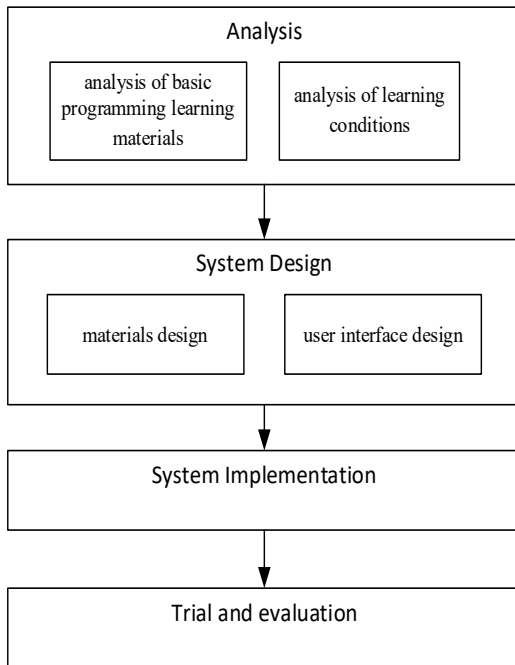 Analysis
analysis of basic
programming learning
materials
analysis of learning
conditions
System Design
materials design
user interface design
System Implementation
Trial and evaluation